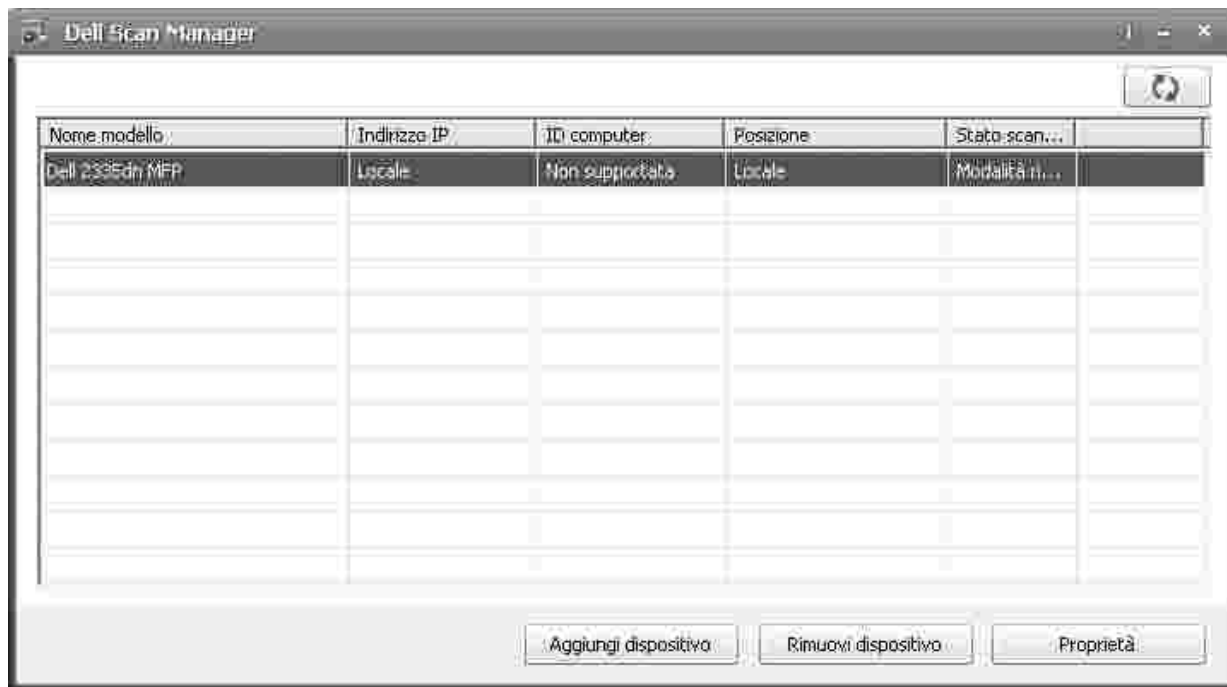 Dell Scan Manager
Nome modello Indirizzo IP ID computer Posizione Stato scan...
Dell 2335dn MFP Locale Non supportata Locale Modalità n...
Aggiungi dispositivo Rimuovi dispositivo Proprietà